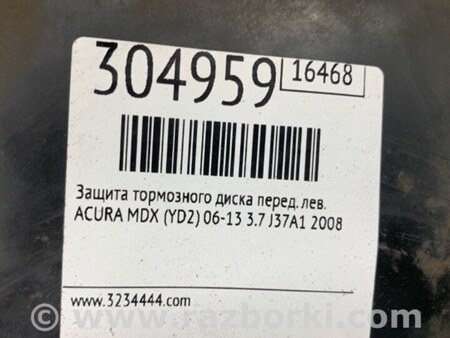 304959 16468
Защита тормозного диска перед. лев.
ACURA MDX (YD2) 06-13 3.7 J37A1 2008
www.3234444.com
© www.razborki.com